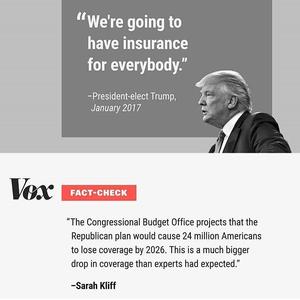 “We're going to
have insurance
for everybody.”
–President-elect Trump,
January 2017
Vox FACT-CHECK
“The Congressional Budget Office projects that the
Republican plan would cause 24 million Americans
to lose coverage by 2026. This is a much bigger
drop in coverage than experts had expected.”
–Sarah Kliff